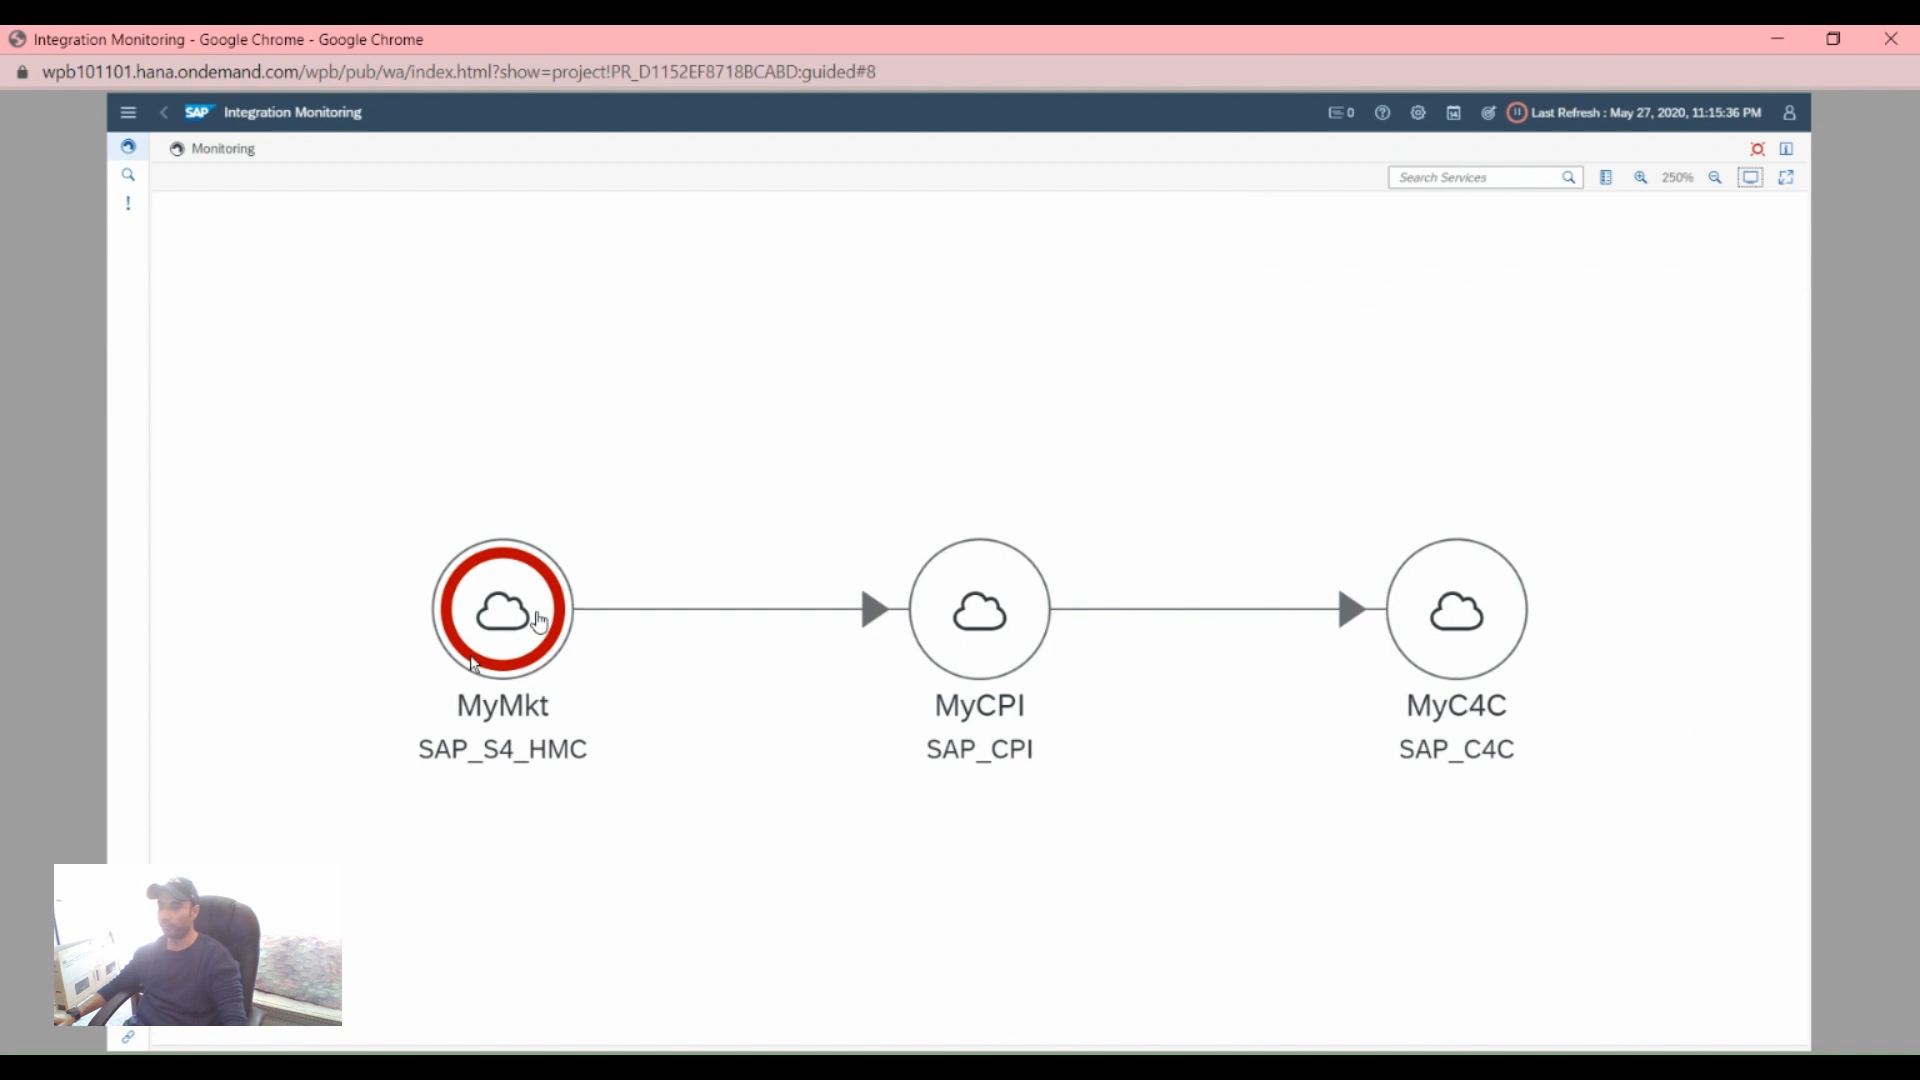 Integration Monitoring - Google Chrome - Google Chrome
wpb101101.hana.ondemand.com/wpb/pub/wa/index.html?show=project!PR_D1152EF8718BCABD:guided#8
SAP Integration Monitoring 0 14 Last Refresh : May 27, 2020, 11:15:36 PM
Monitoring
Search Services 250%
MyMkt MyCPI MyC4C
SAP_S4_HMC SAP_CPI SAP_C4C